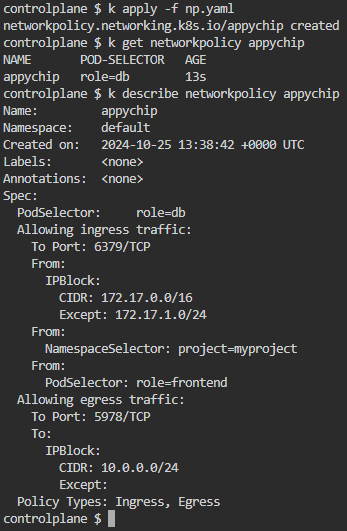 controlplane $ k apply -f np.yaml
networkpolicy.networking.k8s.io/appychip created
controlplane $ k get networkpolicy appychip
NAME       POD-SELECTOR   AGE
appychip   role=db        13s
controlplane $ k describe networkpolicy appychip
Name:         appychip
Namespace:    default
Created on:   2024-10-25 13:38:42 +0000 UTC
Labels:       <none>
Annotations:  <none>
Spec:
  PodSelector:     role=db
  Allowing ingress traffic:
    To Port: 6379/TCP
    From:
      IPBlock:
        CIDR: 172.17.0.0/16
        Except: 172.17.1.0/24
    From:
      NamespaceSelector: project=myproject
    From:
      PodSelector: role=frontend
  Allowing egress traffic:
    To Port: 5978/TCP
    To:
      IPBlock:
        CIDR: 10.0.0.0/24
        Except:
  Policy Types: Ingress, Egress
controlplane $